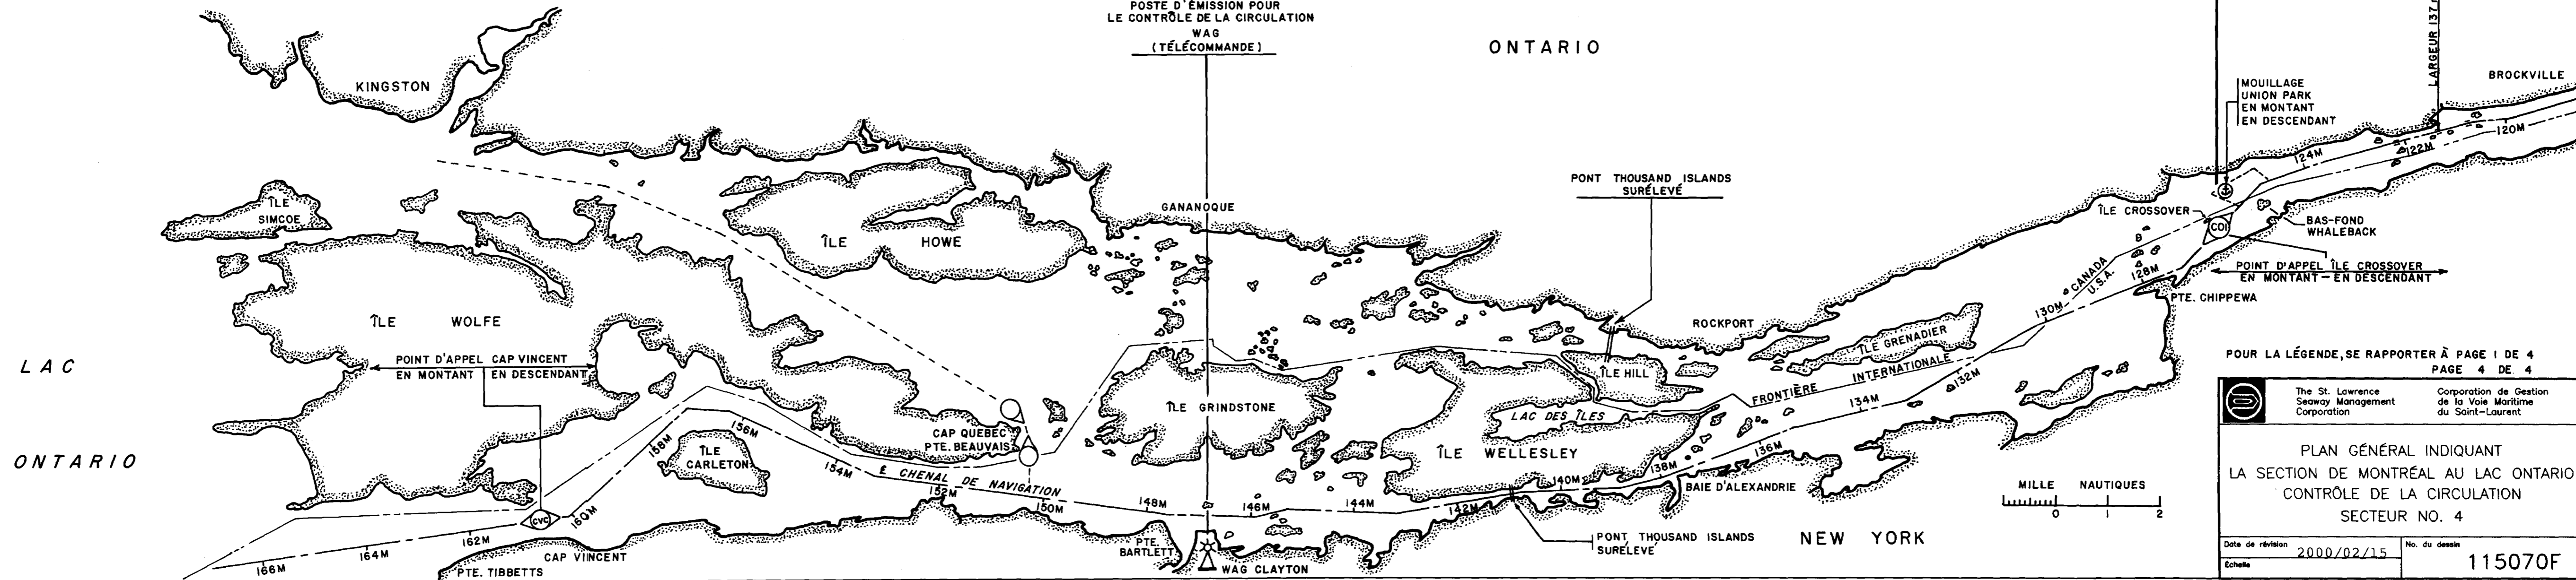 POSTE D'ÉMISSION POUR
LE CONTRÔLE DE LA CIRCULATION
WAG
(TÉLÉCOMMANDE)
ONTARIO
LARGEUR 137
BROCKVILLE
MOUILLAGE
UNION PARK
EN MONTANT
EN DESCENDANT
KINGSTON
120M
122M
124M
PONT THOUSAND ISLANDS
SURÉLEVÉ
ÎLE
SIMCOE
GANANOQUE
ÎLE CROSSOVER
COI
BAS-FOND
WHALEBACK
ÎLE HOWE
CANADA
U.S.A.
128M
POINT D'APPEL ÎLE CROSSOVER
EN MONTANT - EN DESCENDANT
PTE. CHIPPEWA
130M
ÎLE WOLFE
ROCKPORT
ÎLE GRENADIER
LAC
POINT D'APPEL CAP VINCENT
EN MONTANT EN DESCENDANT
ÎLE HILL
FRONTIÈRE INTERNATIONALE
132M
134M
POUR LA LÉGENDE, SE RAPPORTER À PAGE 1 DE 4
PAGE 4 DE 4
ÎLE GRINDSTONE
LAC DES ÎLES
CAP QUEBEC
PTE. BEAUVAIS
156M
158M
ÎLE
CARLETON
ÎLE WELLESLEY
136M
138M
ONTARIO
154M
152M
℄ CHENAL DE NAVIGATION
150M
148M
146M
144M
142M
140M
BAIE D'ALEXANDRIE
MILLE NAUTIQUES
0 1 2
CVC
160M
162M
164M
166M
CAP VINCENT
PTE. TIBBETTS
PTE.
BARTLETT
WAG CLAYTON
PONT THOUSAND ISLANDS
SURÉLEVÉ
NEW YORK
The St. Lawrence
Seaway Management
Corporation
Corporation de Gestion
de la Voie Maritime
du Saint-Laurent
PLAN GÉNÉRAL INDIQUANT
LA SECTION DE MONTRÉAL AU LAC ONTARIO
CONTRÔLE DE LA CIRCULATION
SECTEUR NO. 4
Date de révision 2000/02/15
No. du dessin
Échelle
115070F